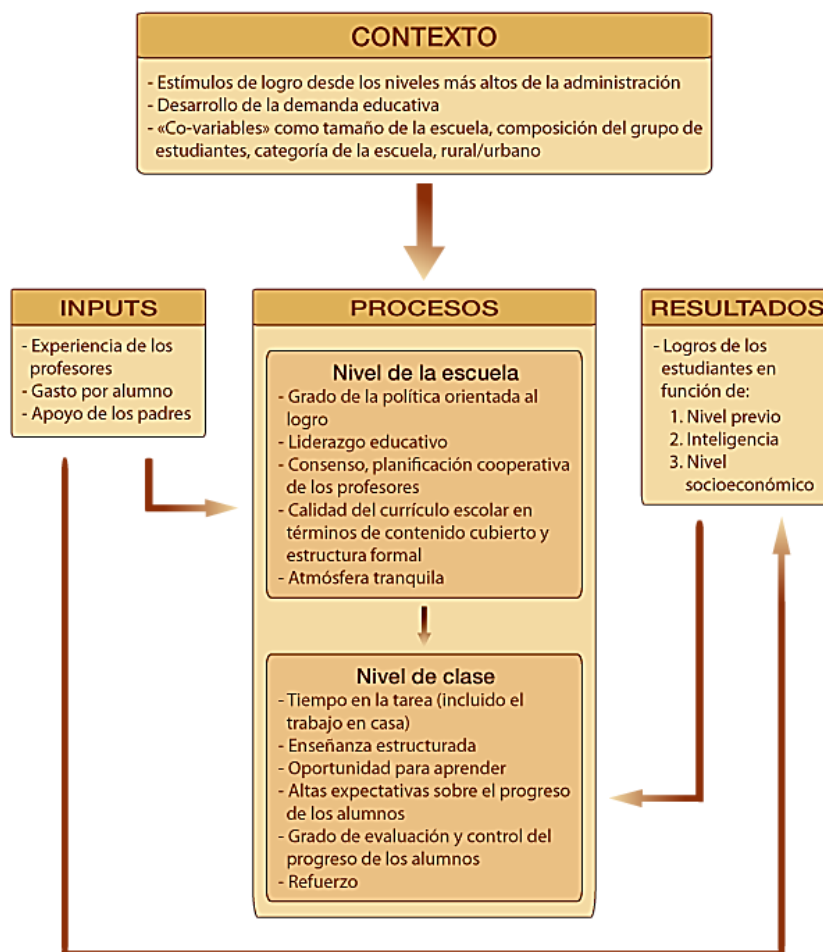 CONTEXTO
- Estímulos de logro desde los niveles más altos de la administración
- Desarrollo de la demanda educativa
- «Co-variables» como tamaño de la escuela, composición del grupo de
estudiantes, categoría de la escuela, rural/urbano
INPUTS
- Experiencia de los
profesores
- Gasto por alumno
- Apoyo de los padres
PROCESOS
Nivel de la escuela
- Grado de la política orientada al
logro
- Liderazgo educativo
- Consenso, planificación cooperativa
de los profesores
- Calidad del currículo escolar en
términos de contenido cubierto y
estructura formal
- Atmósfera tranquila
Nivel de clase
- Tiempo en la tarea (incluido el
trabajo en casa)
- Enseñanza estructurada
- Oportunidad para aprender
- Altas expectativas sobre el progreso
de los alumnos
- Grado de evaluación y control del
progreso de los alumnos
- Refuerzo
RESULTADOS
- Logros de los
estudiantes en
función de:
1. Nivel previo
2. Inteligencia
3. Nivel
socioeconómico